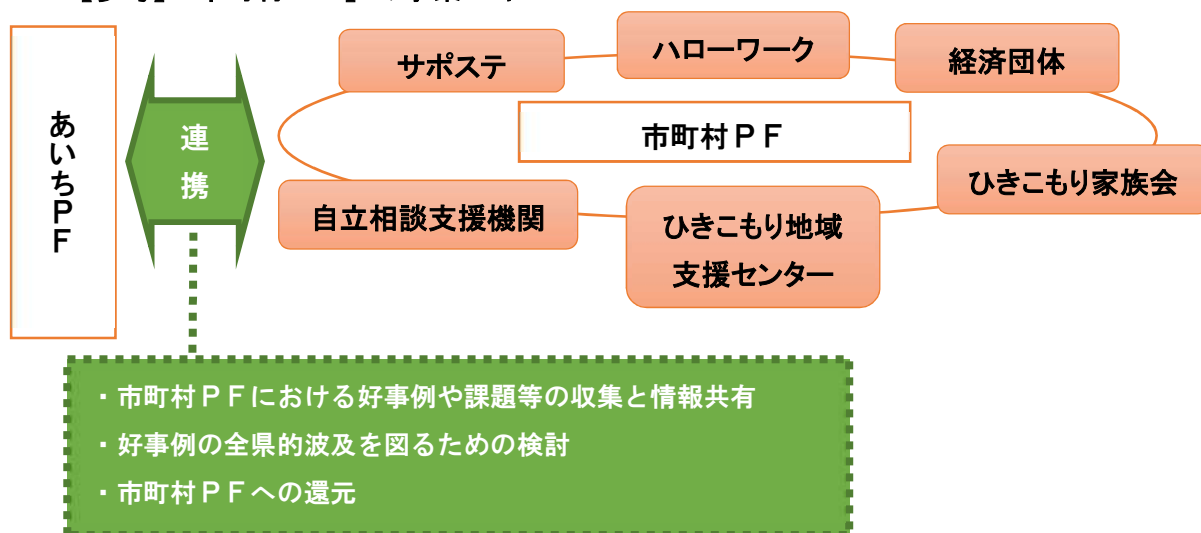 あいちＰＦ
連携
サポステ
ハローワーク
経済団体
市町村ＰＦ
ひきこもり家族会
自立相談支援機関
ひきこもり地域
支援センター
・市町村ＰＦにおける好事例や課題等の収集と情報共有
・好事例の全県的波及を図るための検討
・市町村ＰＦへの還元